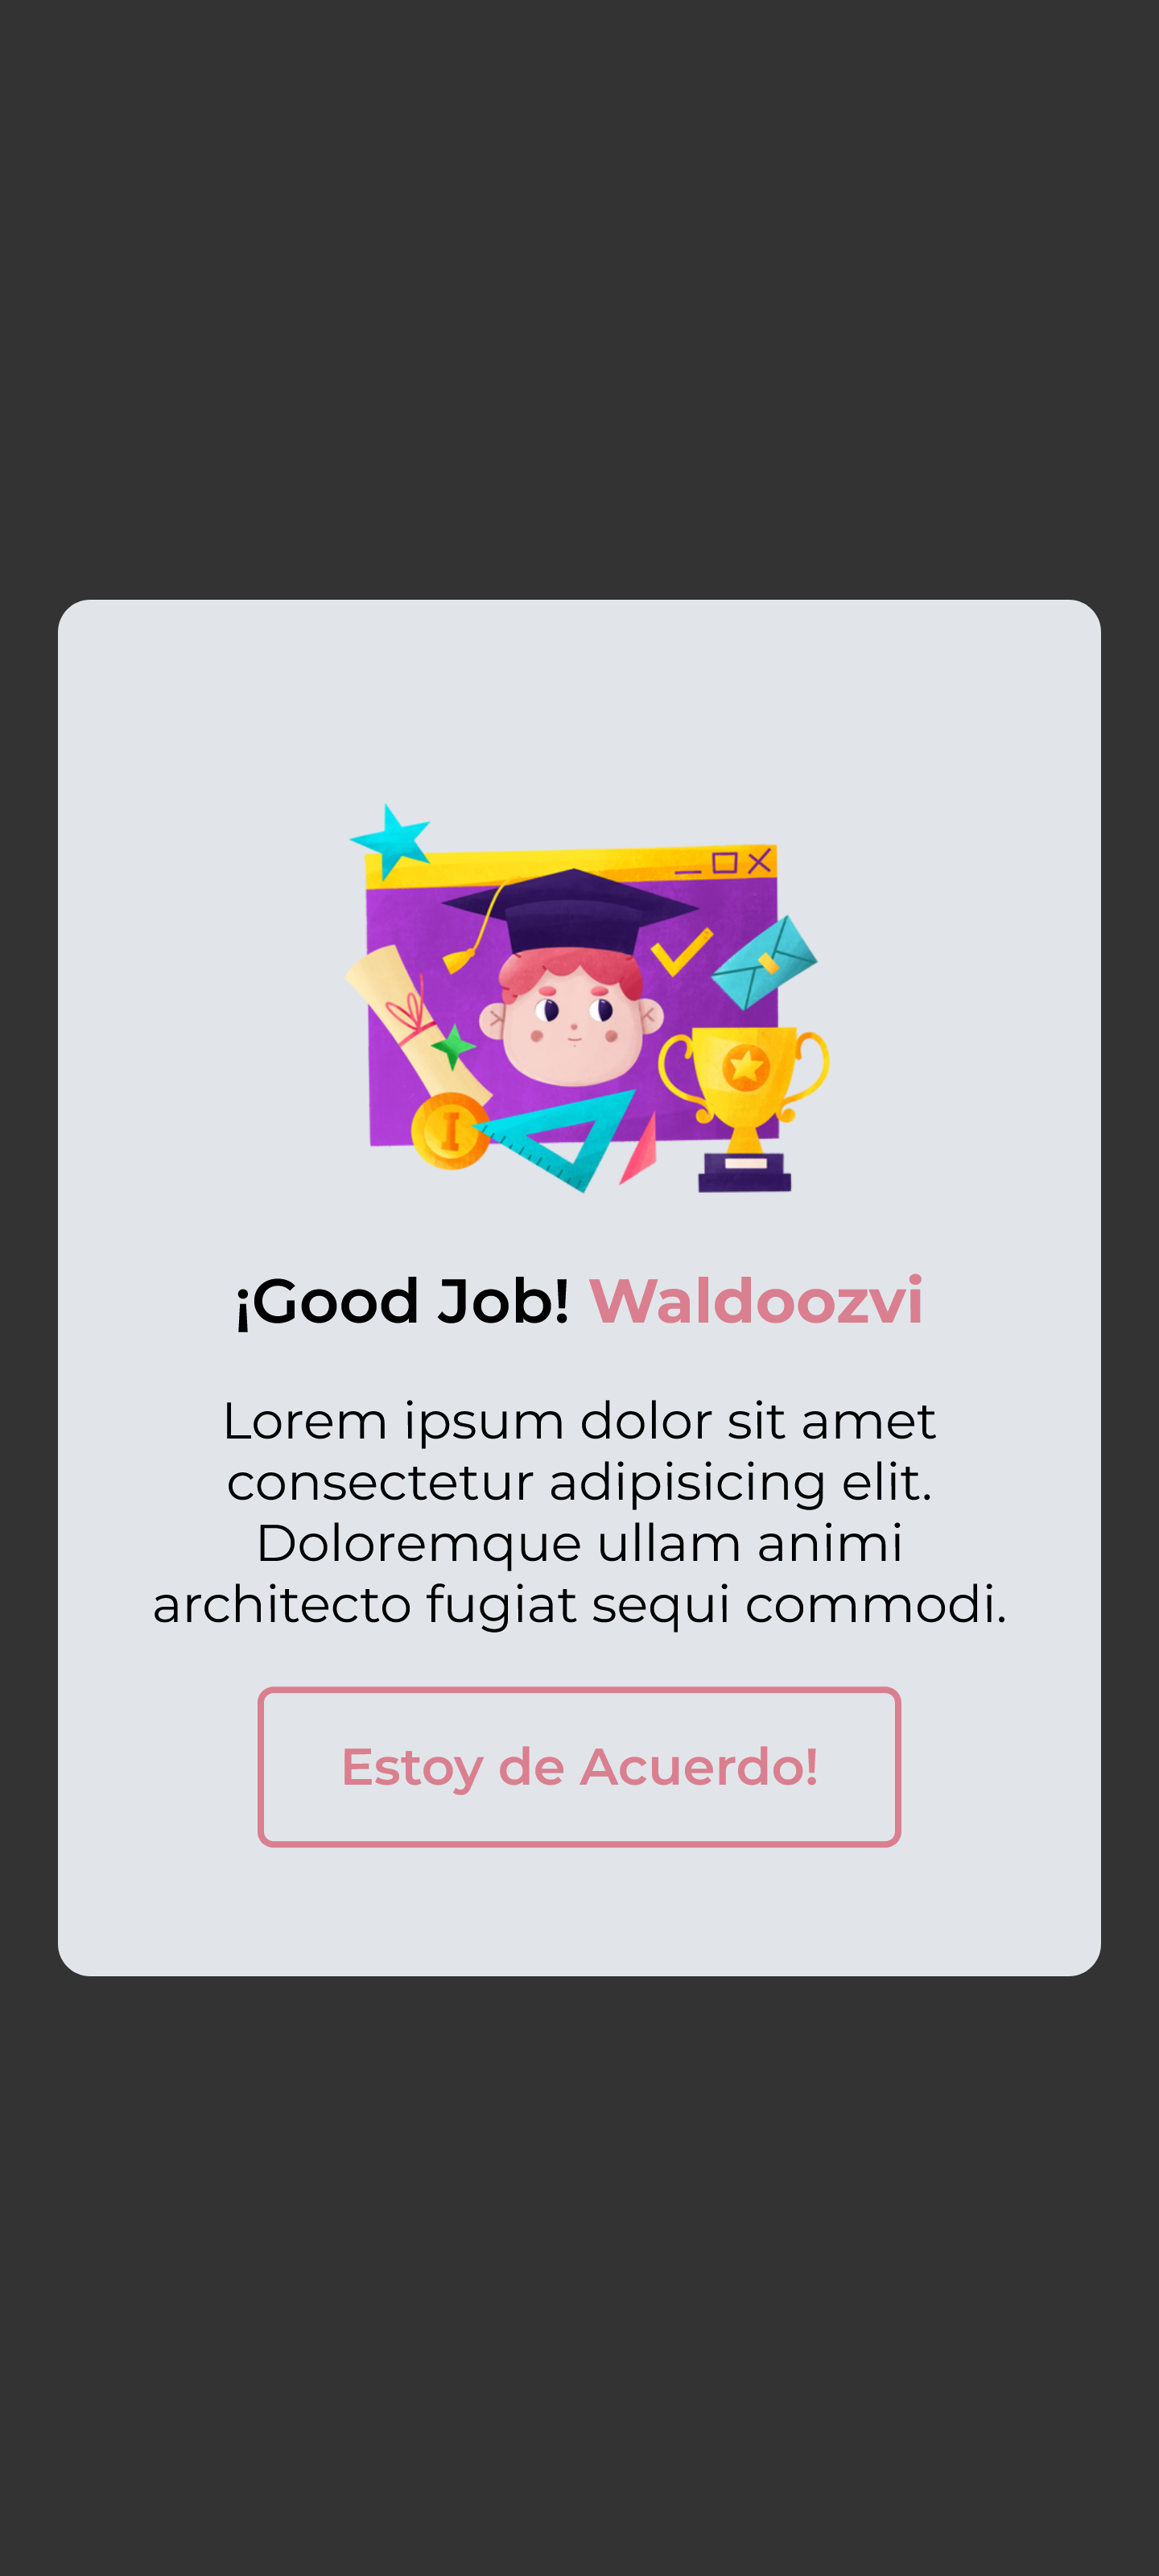 ¡Good Job! Waldoozvi
Lorem ipsum dolor sit amet
consectetur adipisicing elit.
Doloremque ullam animi
architecto fugiat sequi commodi.
Estoy de Acuerdo!